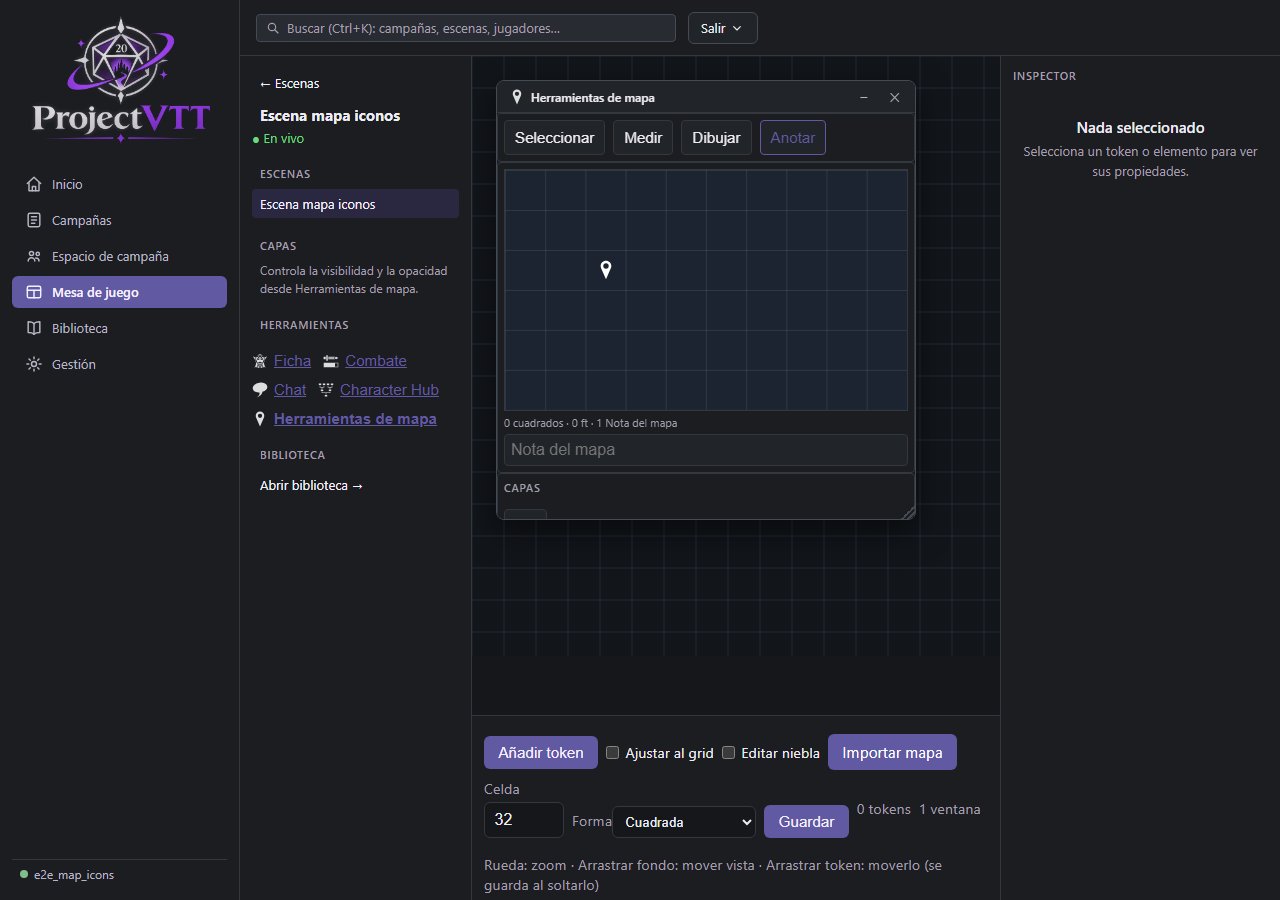 20
ProjectVTT
Inicio
Campañas
Espacio de campaña
Mesa de juego
Biblioteca
Gestión
e2e_map_icons
Buscar (Ctrl+K): campañas, escenas, jugadores...
Salir
← Escenas
Escena mapa iconos
En vivo
ESCENAS
Escena mapa iconos
CAPAS
Controla la visibilidad y la opacidad
desde Herramientas de mapa.
HERRAMIENTAS
Ficha Combate
Chat Character Hub
Herramientas de mapa
BIBLIOTECA
Abrir biblioteca →
Herramientas de mapa
Seleccionar Medir Dibujar Anotar
0 cuadrados · 0 ft · 1 Nota del mapa
Nota del mapa
CAPAS
Añadir token Ajustar al grid Editar niebla Importar mapa
Celda
32 Forma Cuadrada Guardar 0 tokens 1 ventana
Rueda: zoom · Arrastrar fondo: mover vista · Arrastrar token: moverlo (se
guarda al soltarlo)
INSPECTOR
Nada seleccionado
Selecciona un token o elemento para ver
sus propiedades.